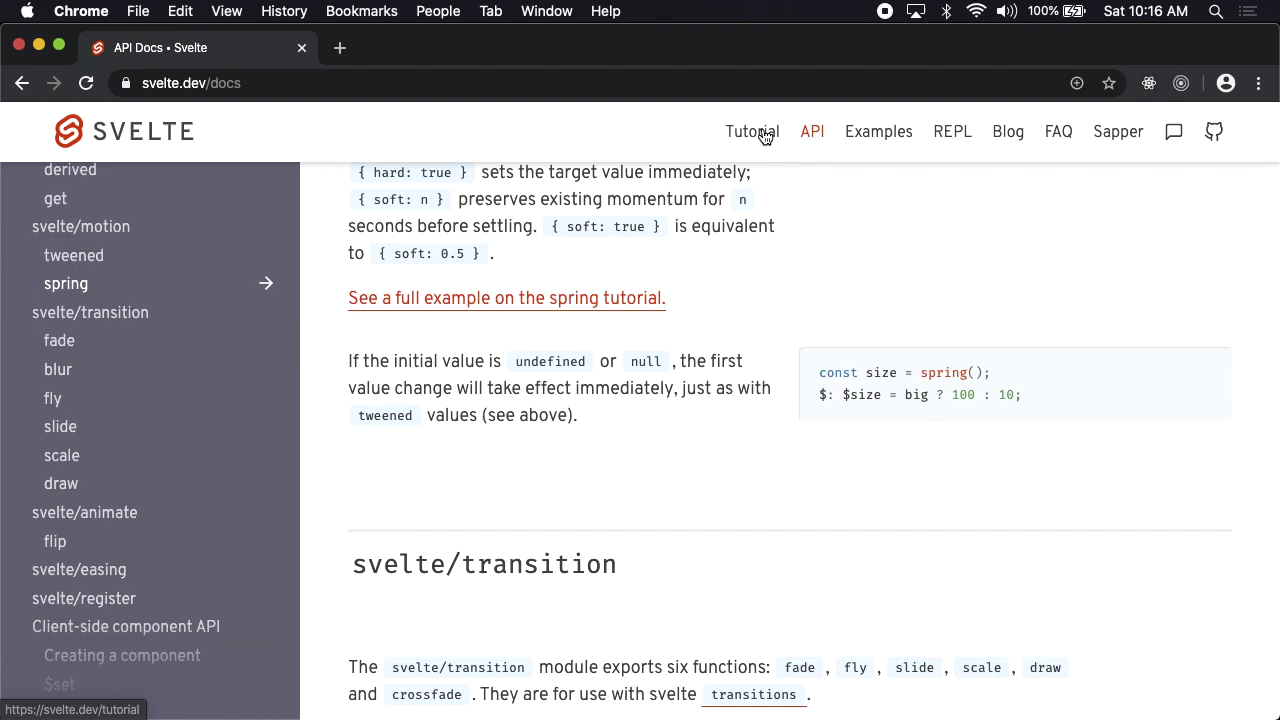 Chrome File Edit View History Bookmarks People Tab Window Help 100% Sat 10:16 AM
API Docs • Svelte
svelte.dev/docs
SVELTE Tutorial API Examples REPL Blog FAQ Sapper
derived
get
svelte/motion
tweened
spring
svelte/transition
fade
blur
fly
slide
scale
draw
svelte/animate
flip
svelte/easing
svelte/register
Client-side component API
Creating a component
$set
{ hard: true } sets the target value immediately;
{ soft: n } preserves existing momentum for n
seconds before settling. { soft: true } is equivalent
to { soft: 0.5 } .
See a full example on the spring tutorial.
If the initial value is undefined or null , the first
value change will take effect immediately, just as with
tweened values (see above).
const size = spring();
$: $size = big ? 100 : 10;
svelte/transition
The svelte/transition module exports six functions: fade , fly , slide , scale , draw
and crossfade . They are for use with svelte transitions .
https://svelte.dev/tutorial